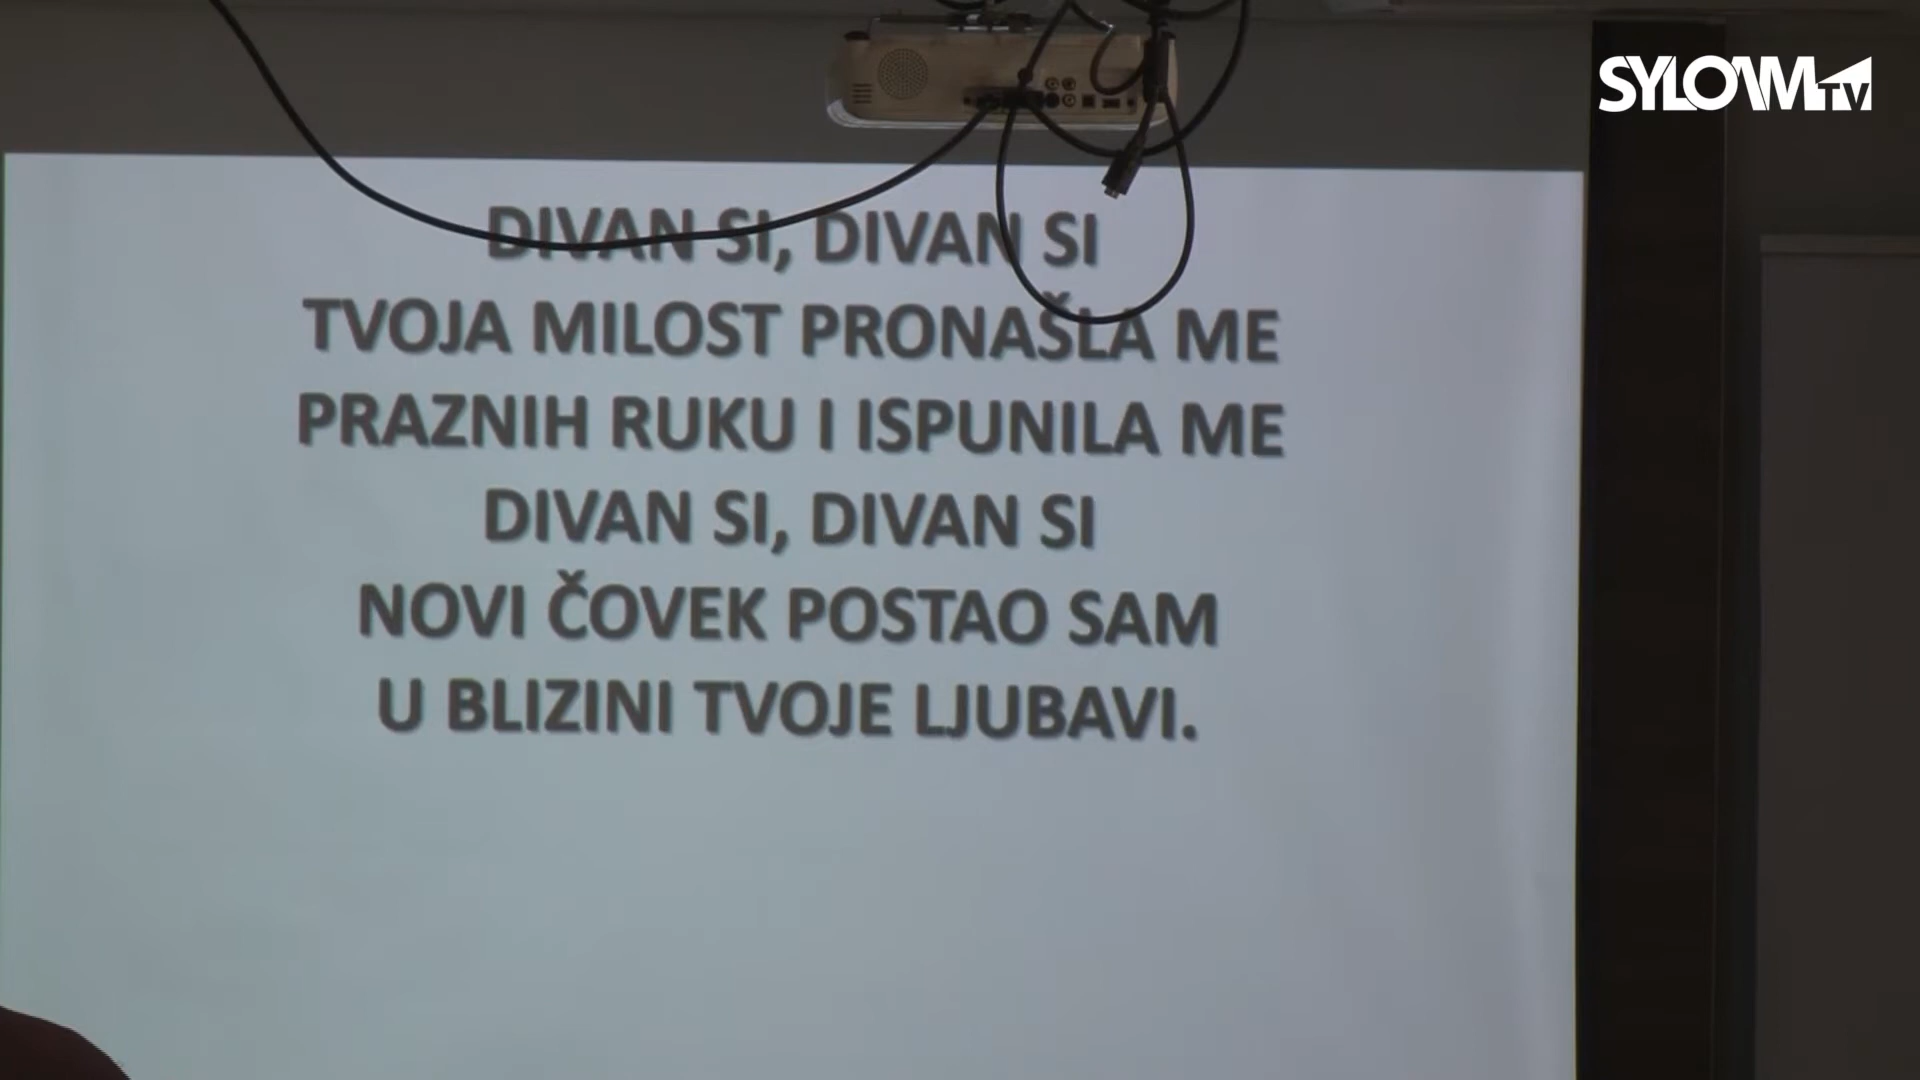 SYLOAM TV
DIVAN SI, DIVAN SI
TVOJA MILOST PRONAŠLA ME
PRAZNIH RUKU I ISPUNILA ME
DIVAN SI, DIVAN SI
NOVI ČOVEK POSTAO SAM
U BLIZINI TVOJE LJUBAVI.